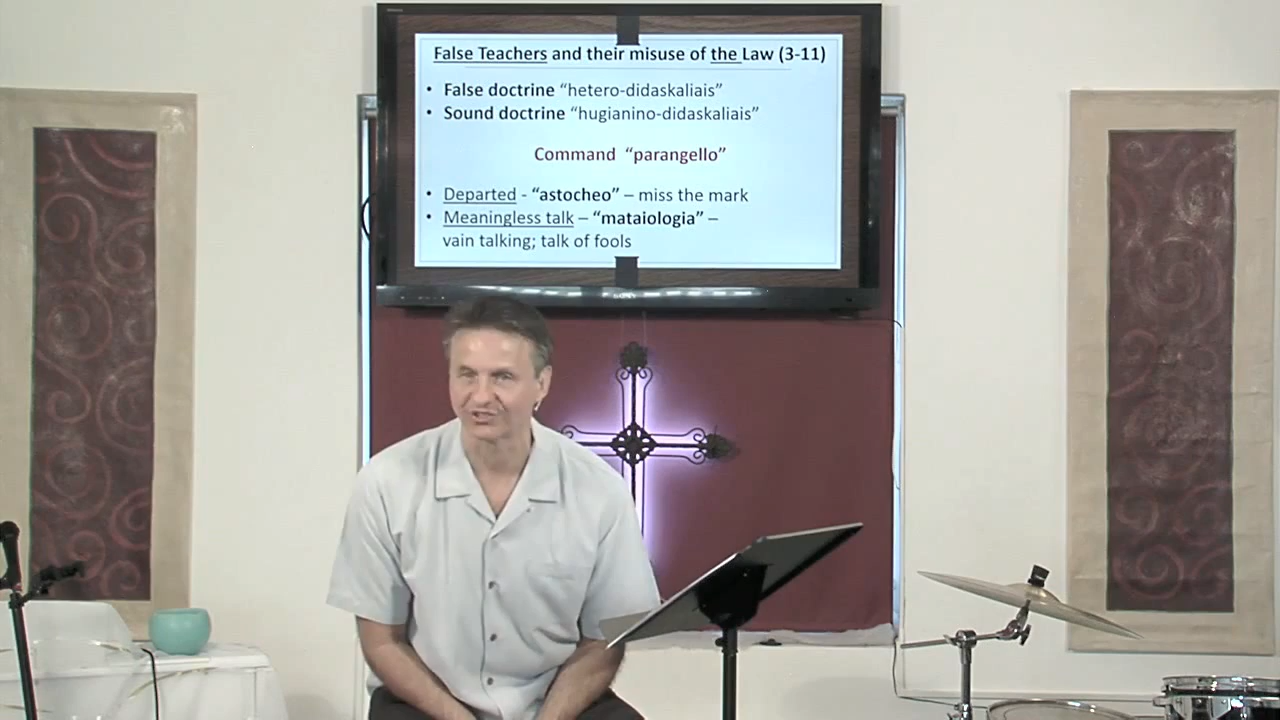 False Teachers and their misuse of the Law (3-11)
• False doctrine "hetero-didaskaliais"
• Sound doctrine "hugianino-didaskaliais"
Command "parangello"
• Departed - "astocheo" – miss the mark
• Meaningless talk – "mataiologia" –
vain talking; talk of fools